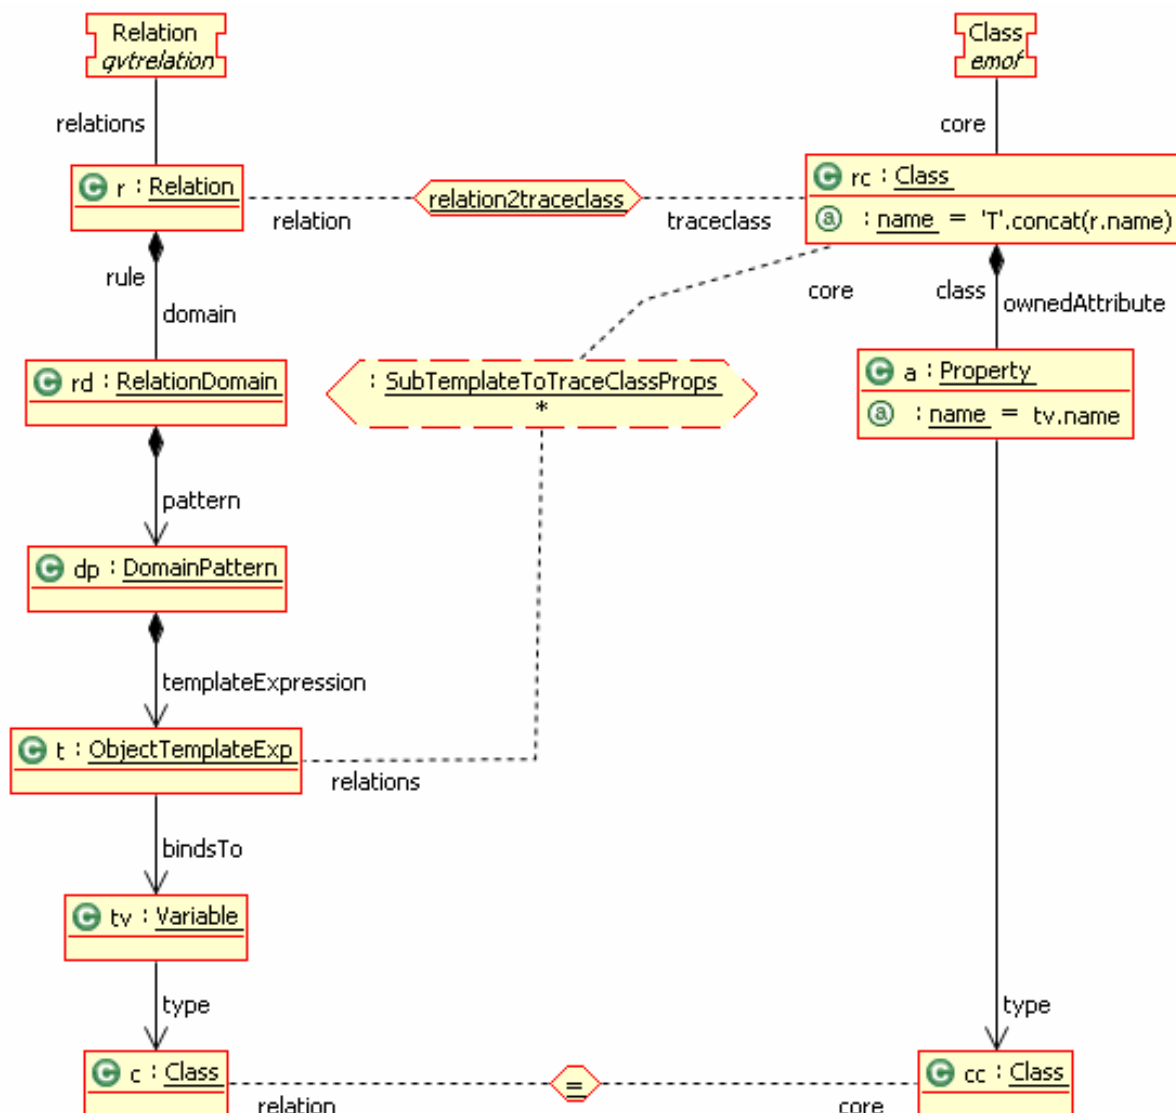 Relation
qvtrelation
Class
emof
relations
core
C r : Relation
relation
relation2traceclass
traceclass
C rc : Class
a : name = 'T'.concat(r.name)
rule
domain
core
class
ownedAttribute
C rd : RelationDomain
: SubTemplateToTraceClassProps
*
C a : Property
a : name = tv.name
pattern
C dp : DomainPattern
templateExpression
C t : ObjectTemplateExp
relations
bindsTo
C tv : Variable
type
type
C c : Class
relation
=
core
C cc : Class